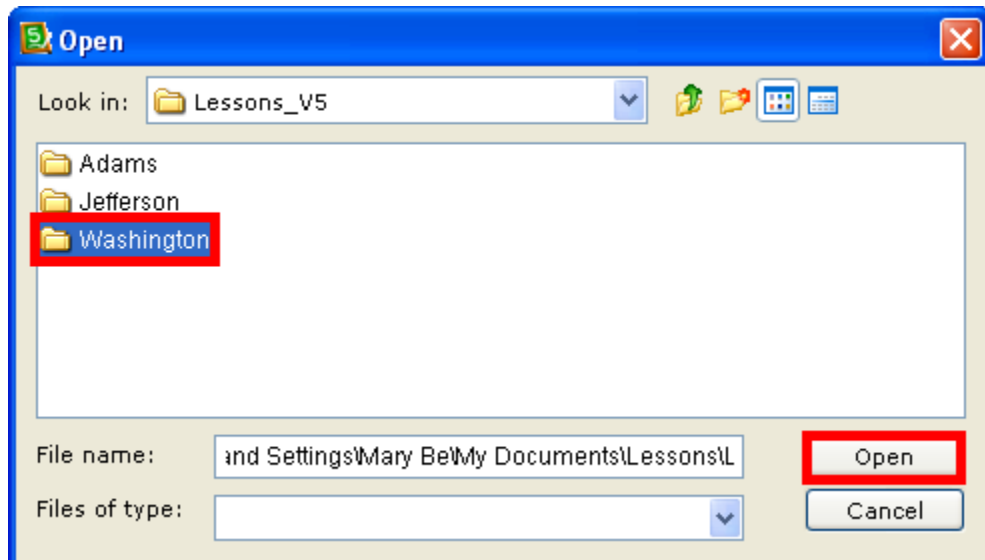 Open
Look in: Lessons_V5
Adams
Jefferson
Washington
File name: and Settings\Mary Be\My Documents\Lessons\L
Open
Files of type:
Cancel